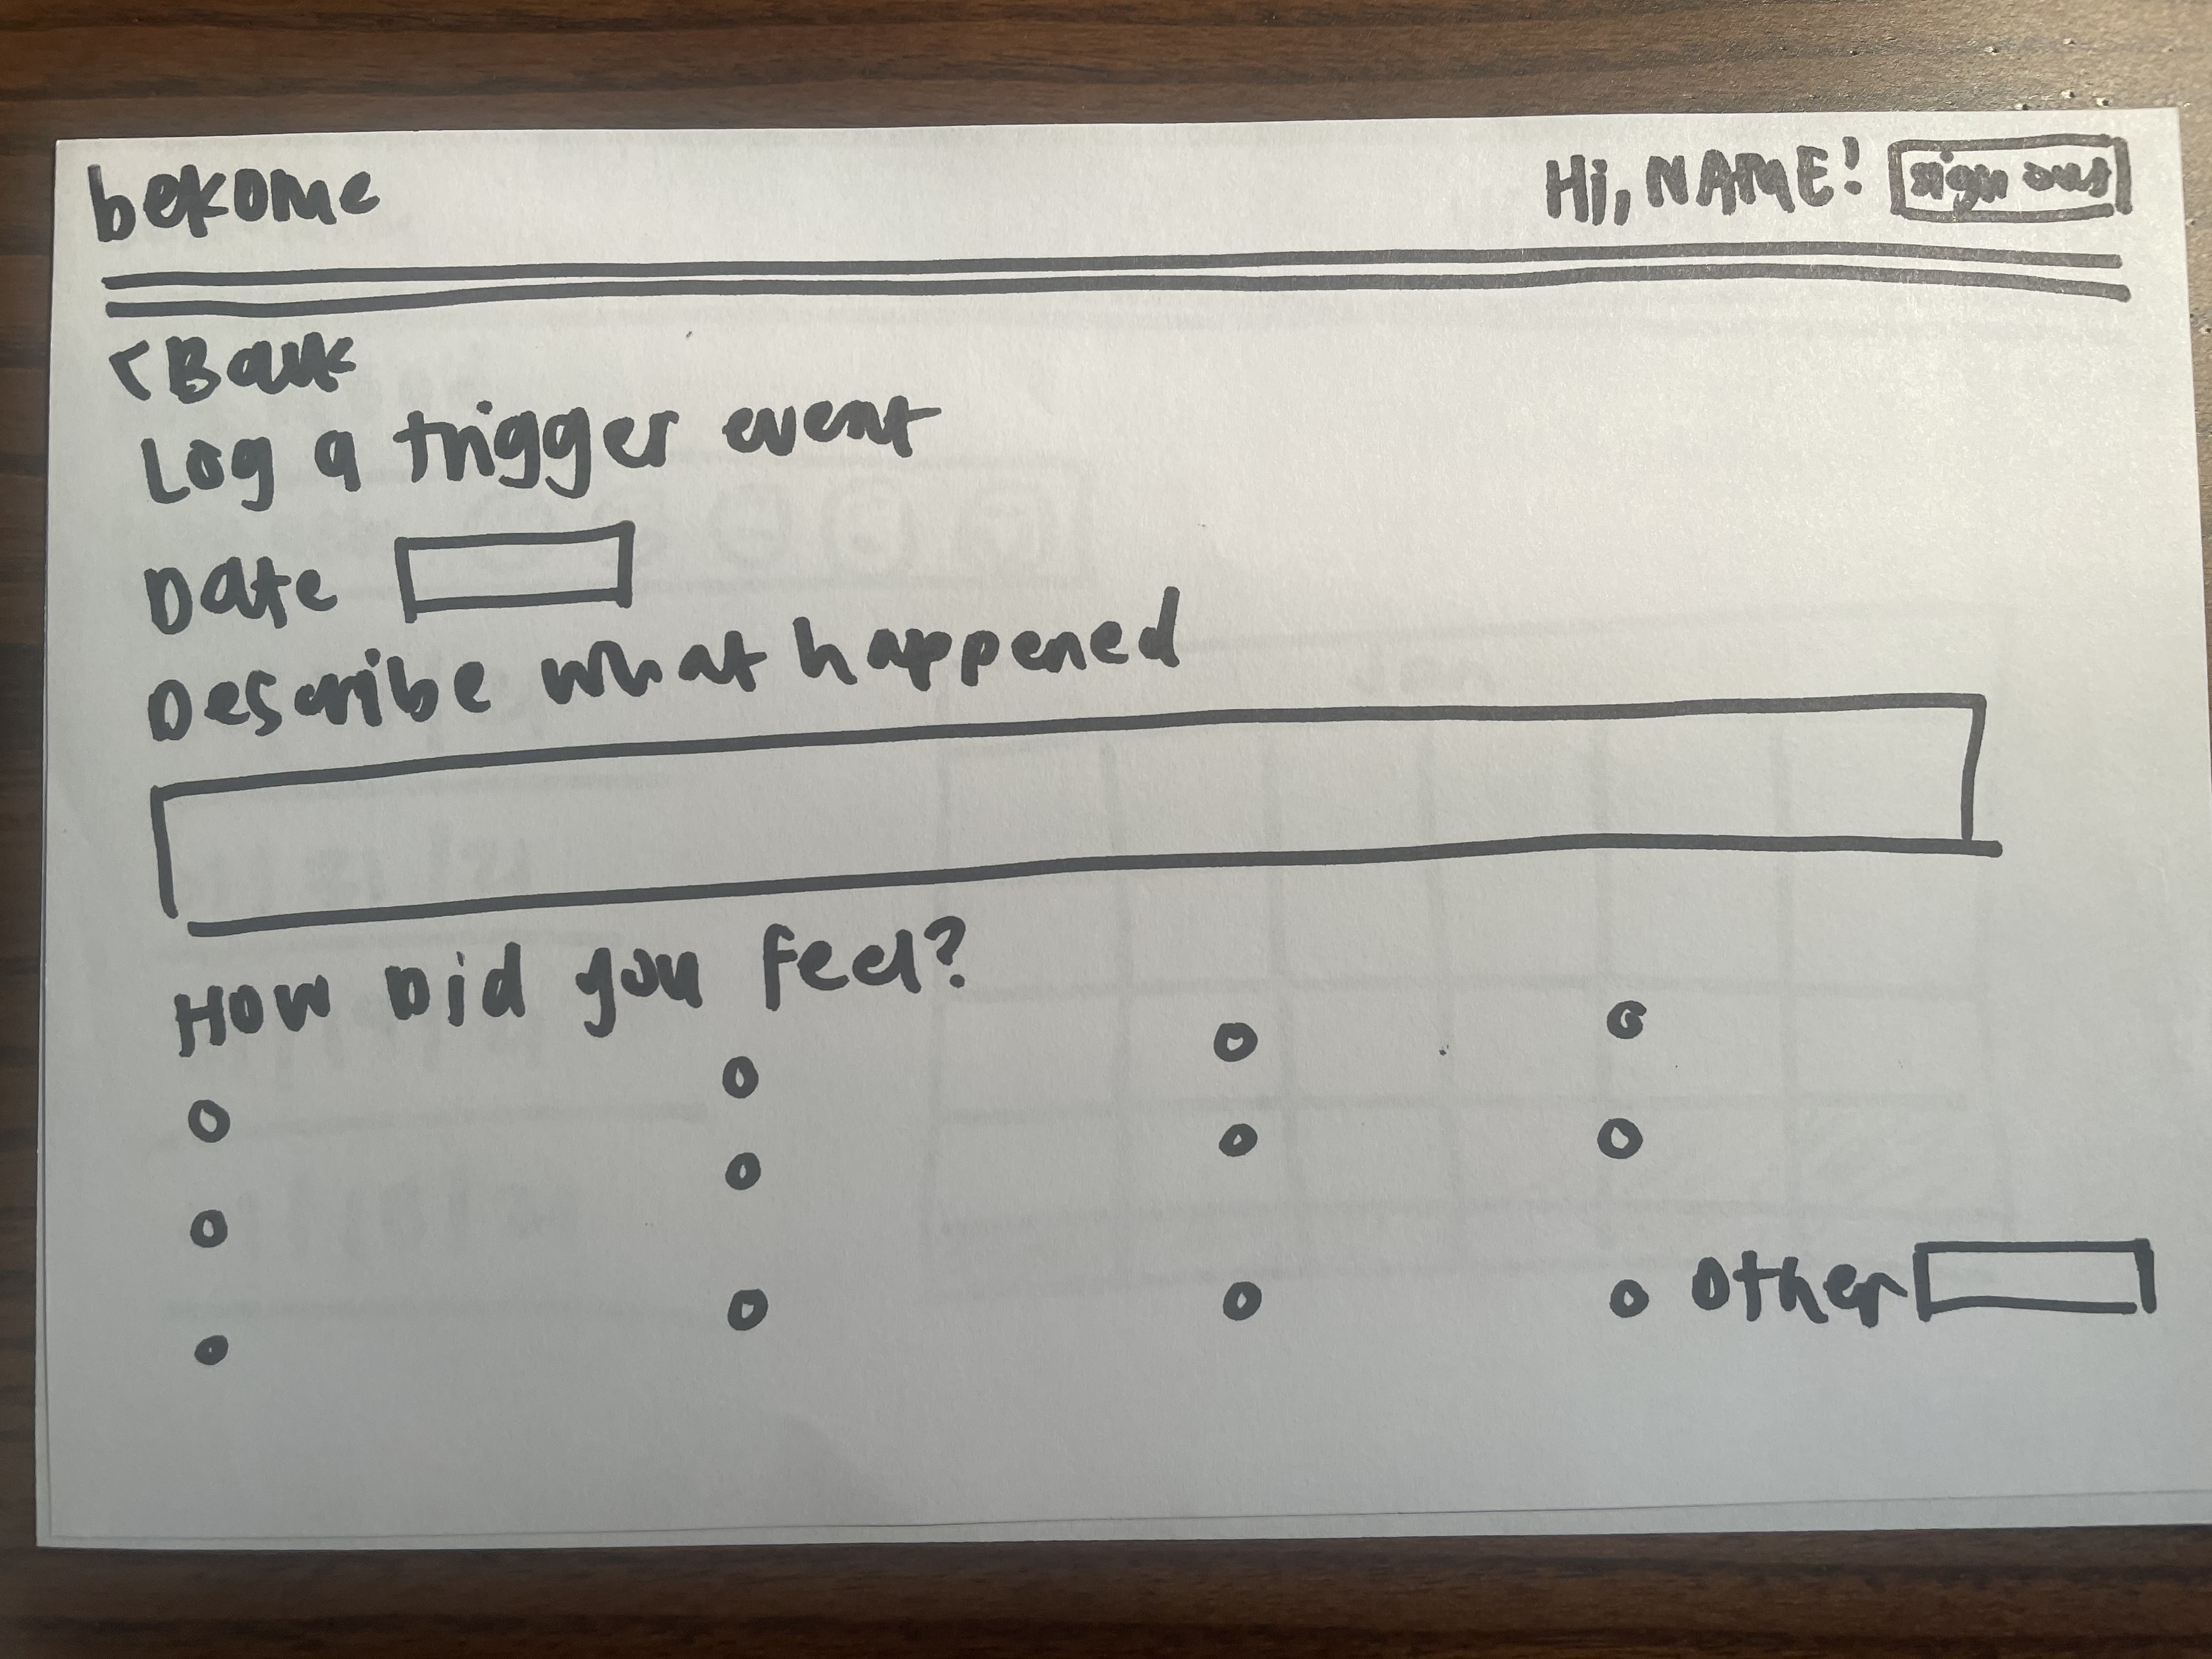 bekome Hi, NAME! sign out
< Back
Log a trigger event
Date
Describe what happened
How Did you feel?
Other